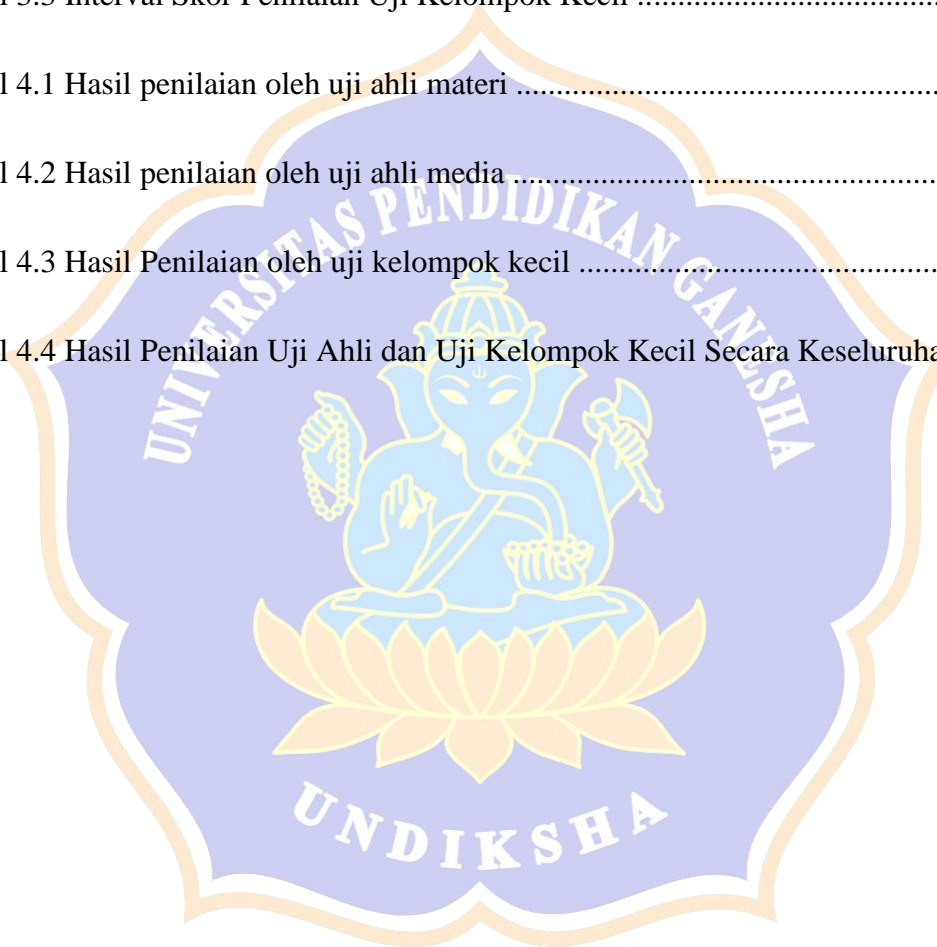 l 3.3 Interval Skor Penilaian Uji Kelompok Kecil ....................................
l 4.1 Hasil penilaian oleh uji ahli materi ..................................................
l 4.2 Hasil penilaian oleh uji ahli media ..................................................
l 4.3 Hasil Penilaian oleh uji kelompok kecil ..........................................
l 4.4 Hasil Penilaian Uji Ahli dan Uji Kelompok Kecil Secara Keseluruha
UNIVERSITAS PENDIDIKAN GANESHA
UNDIKSHA